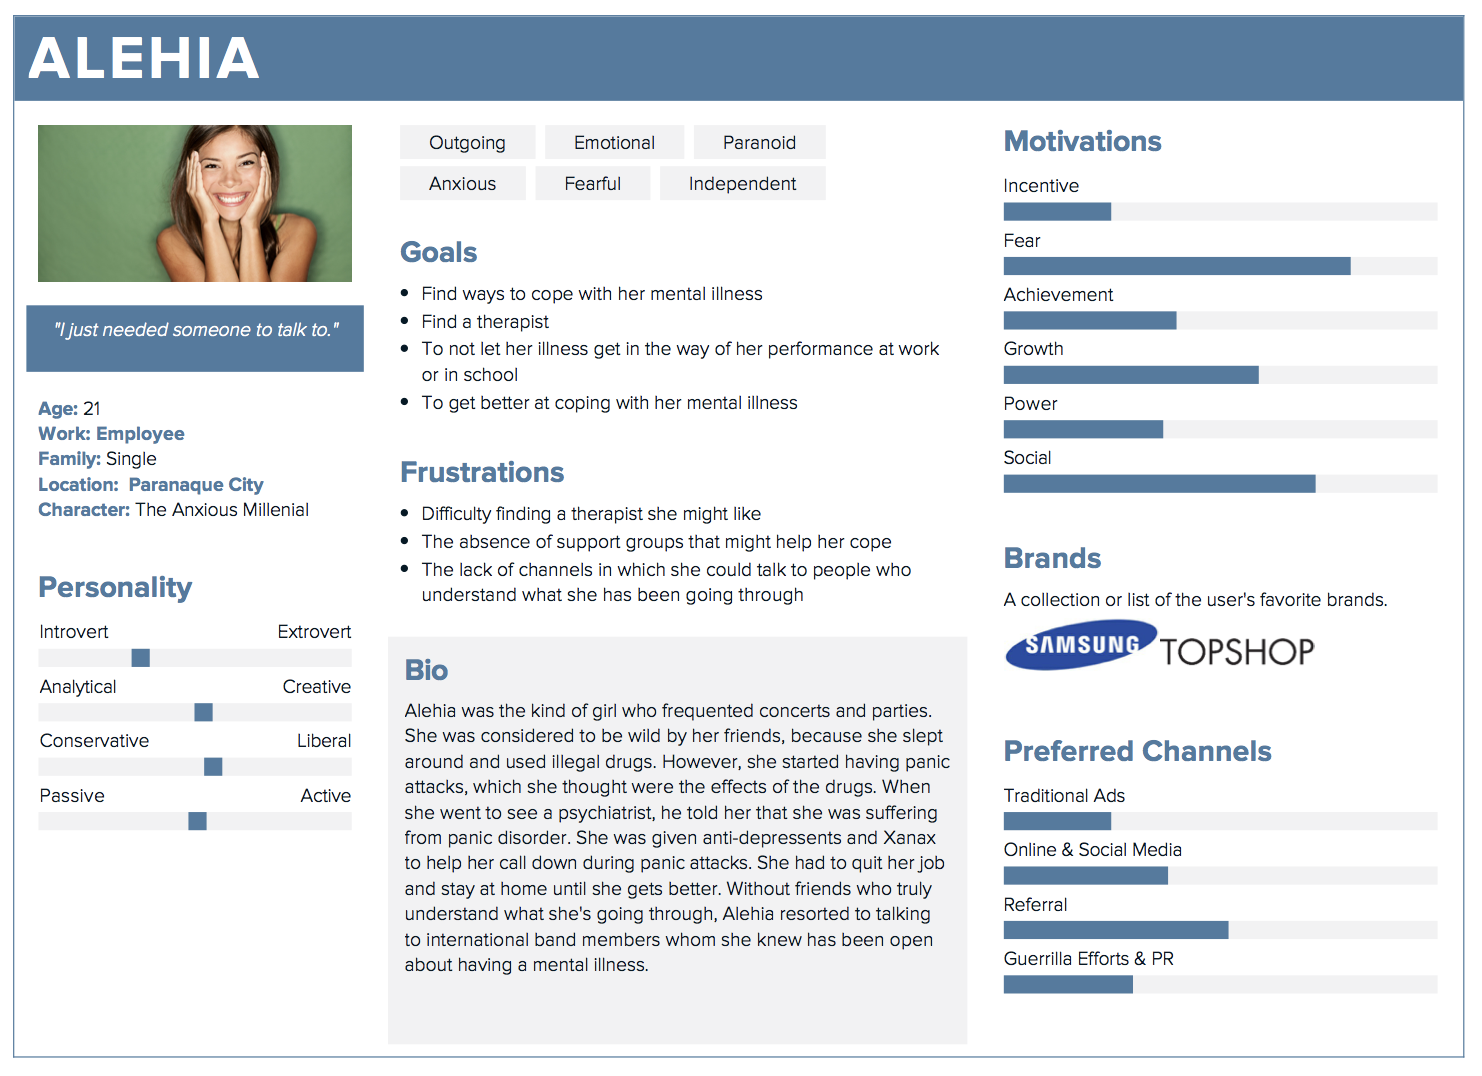 ALEHIA
"I just needed someone to talk to."
Age: 21
Work: Employee
Family: Single
Location:  Paranaque City
Character: The Anxious Millenial
Personality
Introvert Extrovert
Analytical Creative
Conservative Liberal
Passive Active
Outgoing Emotional Paranoid
Anxious Fearful Independent
Goals
• Find ways to cope with her mental illness
• Find a therapist
• To not let her illness get in the way of her performance at work
or in school
• To get better at coping with her mental illness
Frustrations
• Difficulty finding a therapist she might like
• The absence of support groups that might help her cope
• The lack of channels in which she could talk to people who
understand what she has been going through
Bio
Alehia was the kind of girl who frequented concerts and parties.
She was considered to be wild by her friends, because she slept
around and used illegal drugs. However, she started having panic
attacks, which she thought were the effects of the drugs. When
she went to see a psychiatrist, he told her that she was suffering
from panic disorder. She was given anti-depressents and Xanax
to help her call down during panic attacks. She had to quit her job
and stay at home until she gets better. Without friends who truly
understand what she's going through, Alehia resorted to talking
to international band members whom she knew has been open
about having a mental illness.
Motivations
Incentive
Fear
Achievement
Growth
Power
Social
Brands
A collection or list of the user's favorite brands.
SAMSUNG TOPSHOP
Preferred Channels
Traditional Ads
Online & Social Media
Referral
Guerrilla Efforts & PR